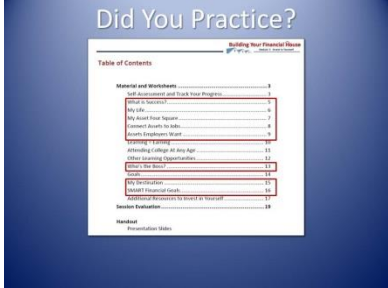 Did You Practice?
Building Your Financial House
Table of Contents
Material and Worksheets 3
Self-Assessment and Track Your Progress 3
What is Success? 5
My Life 6
My Asset Four Square 7
Connect Assets to Jobs 8
Assets Employers Want 9
Learning = Earning 10
Attending College At Any Age 11
Other Learning Opportunities 12
Who's the Boss? 13
Goals 14
My Destination 15
SMART Financial Goals 16
Additional Resources to Invest in Yourself 17
Session Evaluation 19
Handout
Presentation Slides